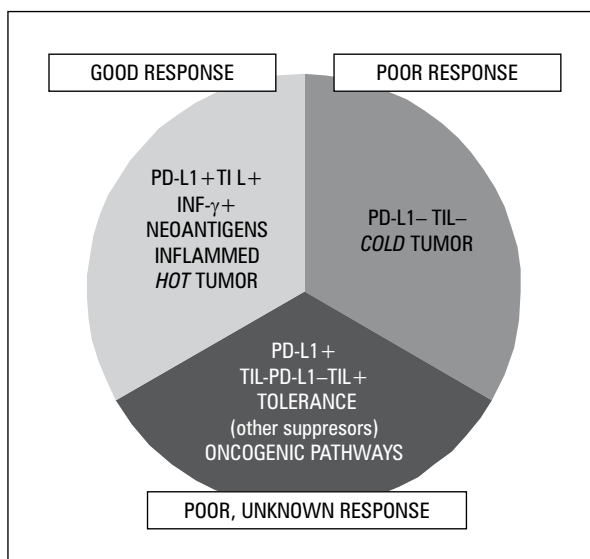 GOOD RESPONSE
POOR RESPONSE
PD-L1+TI L+
INF-γ+
NEOANTIGENS
INFLAMMED
HOT TUMOR
PD-L1– TIL–
COLD TUMOR
PD-L1+
TIL-PD-L1–TIL+
TOLERANCE
(other suppresors)
ONCOGENIC PATHWAYS
POOR, UNKNOWN RESPONSE